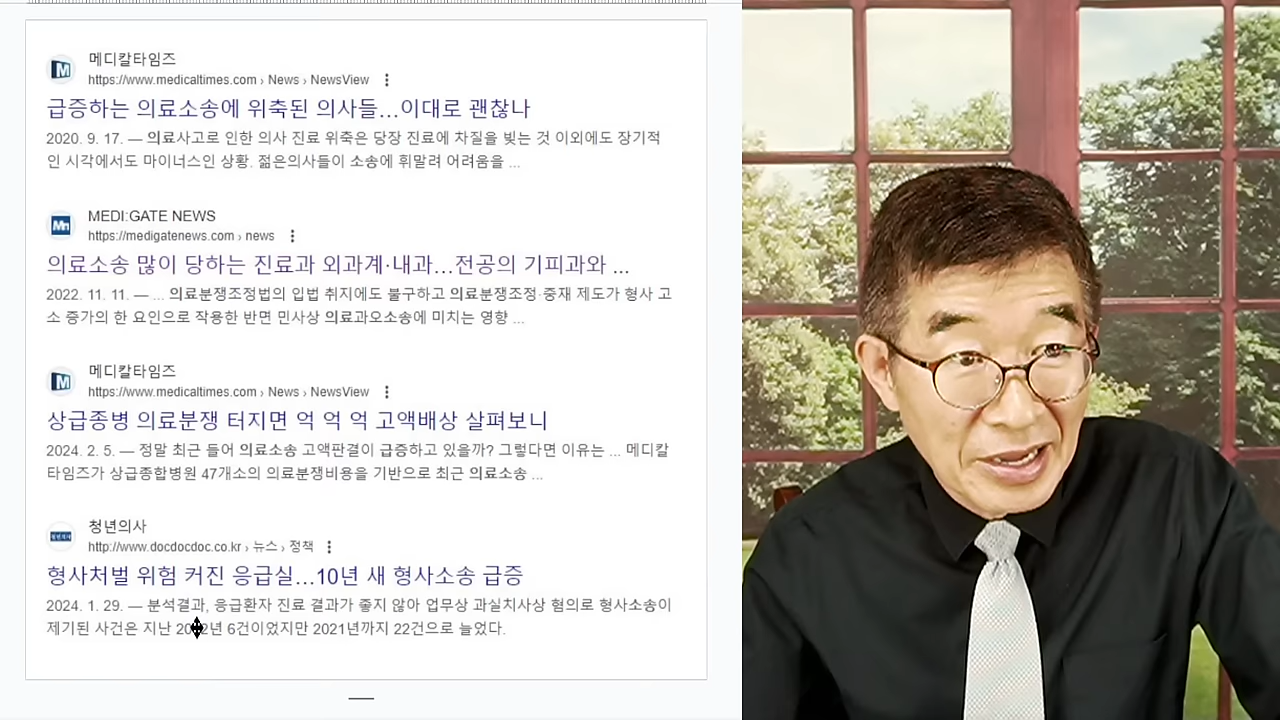 메디칼타임즈
https://www.medicaltimes.com › News › NewsView
급증하는 의료소송에 위축된 의사들…이대로 괜찮나
2020. 9. 17. — 의료사고로 인한 의사 진료 위축은 당장 진료에 차질을 빚는 것 이외에도 장기적
인 시각에서도 마이너스인 상황. 젊은의사들이 소송에 휘말려 어려움을 ...
MEDI:GATE NEWS
https://medigatenews.com › news
의료소송 많이 당하는 진료과 외과계·내과…전공의 기피과와 ...
2022. 11. 11. — ... 의료분쟁조정법의 입법 취지에도 불구하고 의료분쟁조정·중재 제도가 형사 고
소 증가의 한 요인으로 작용한 반면 민사상 의료과오소송에 미치는 영향 ...
메디칼타임즈
https://www.medicaltimes.com › News › NewsView
상급종병 의료분쟁 터지면 억 억 억 고액배상 살펴보니
2024. 2. 5. — 정말 최근 들어 의료소송 고액판결이 급증하고 있을까? 그렇다면 이유는 ... 메디칼
타임즈가 상급종합병원 47개소의 의료분쟁비용을 기반으로 최근 의료소송 ...
청년의사
http://www.docdocdoc.co.kr › 뉴스 › 정책
형사처벌 위험 커진 응급실…10년 새 형사소송 급증
2024. 1. 29. — 분석결과, 응급환자 진료 결과가 좋지 않아 업무상 과실치사상 혐의로 형사소송이
제기된 사건은 지난 2012년 6건이었지만 2021년까지 22건으로 늘었다.